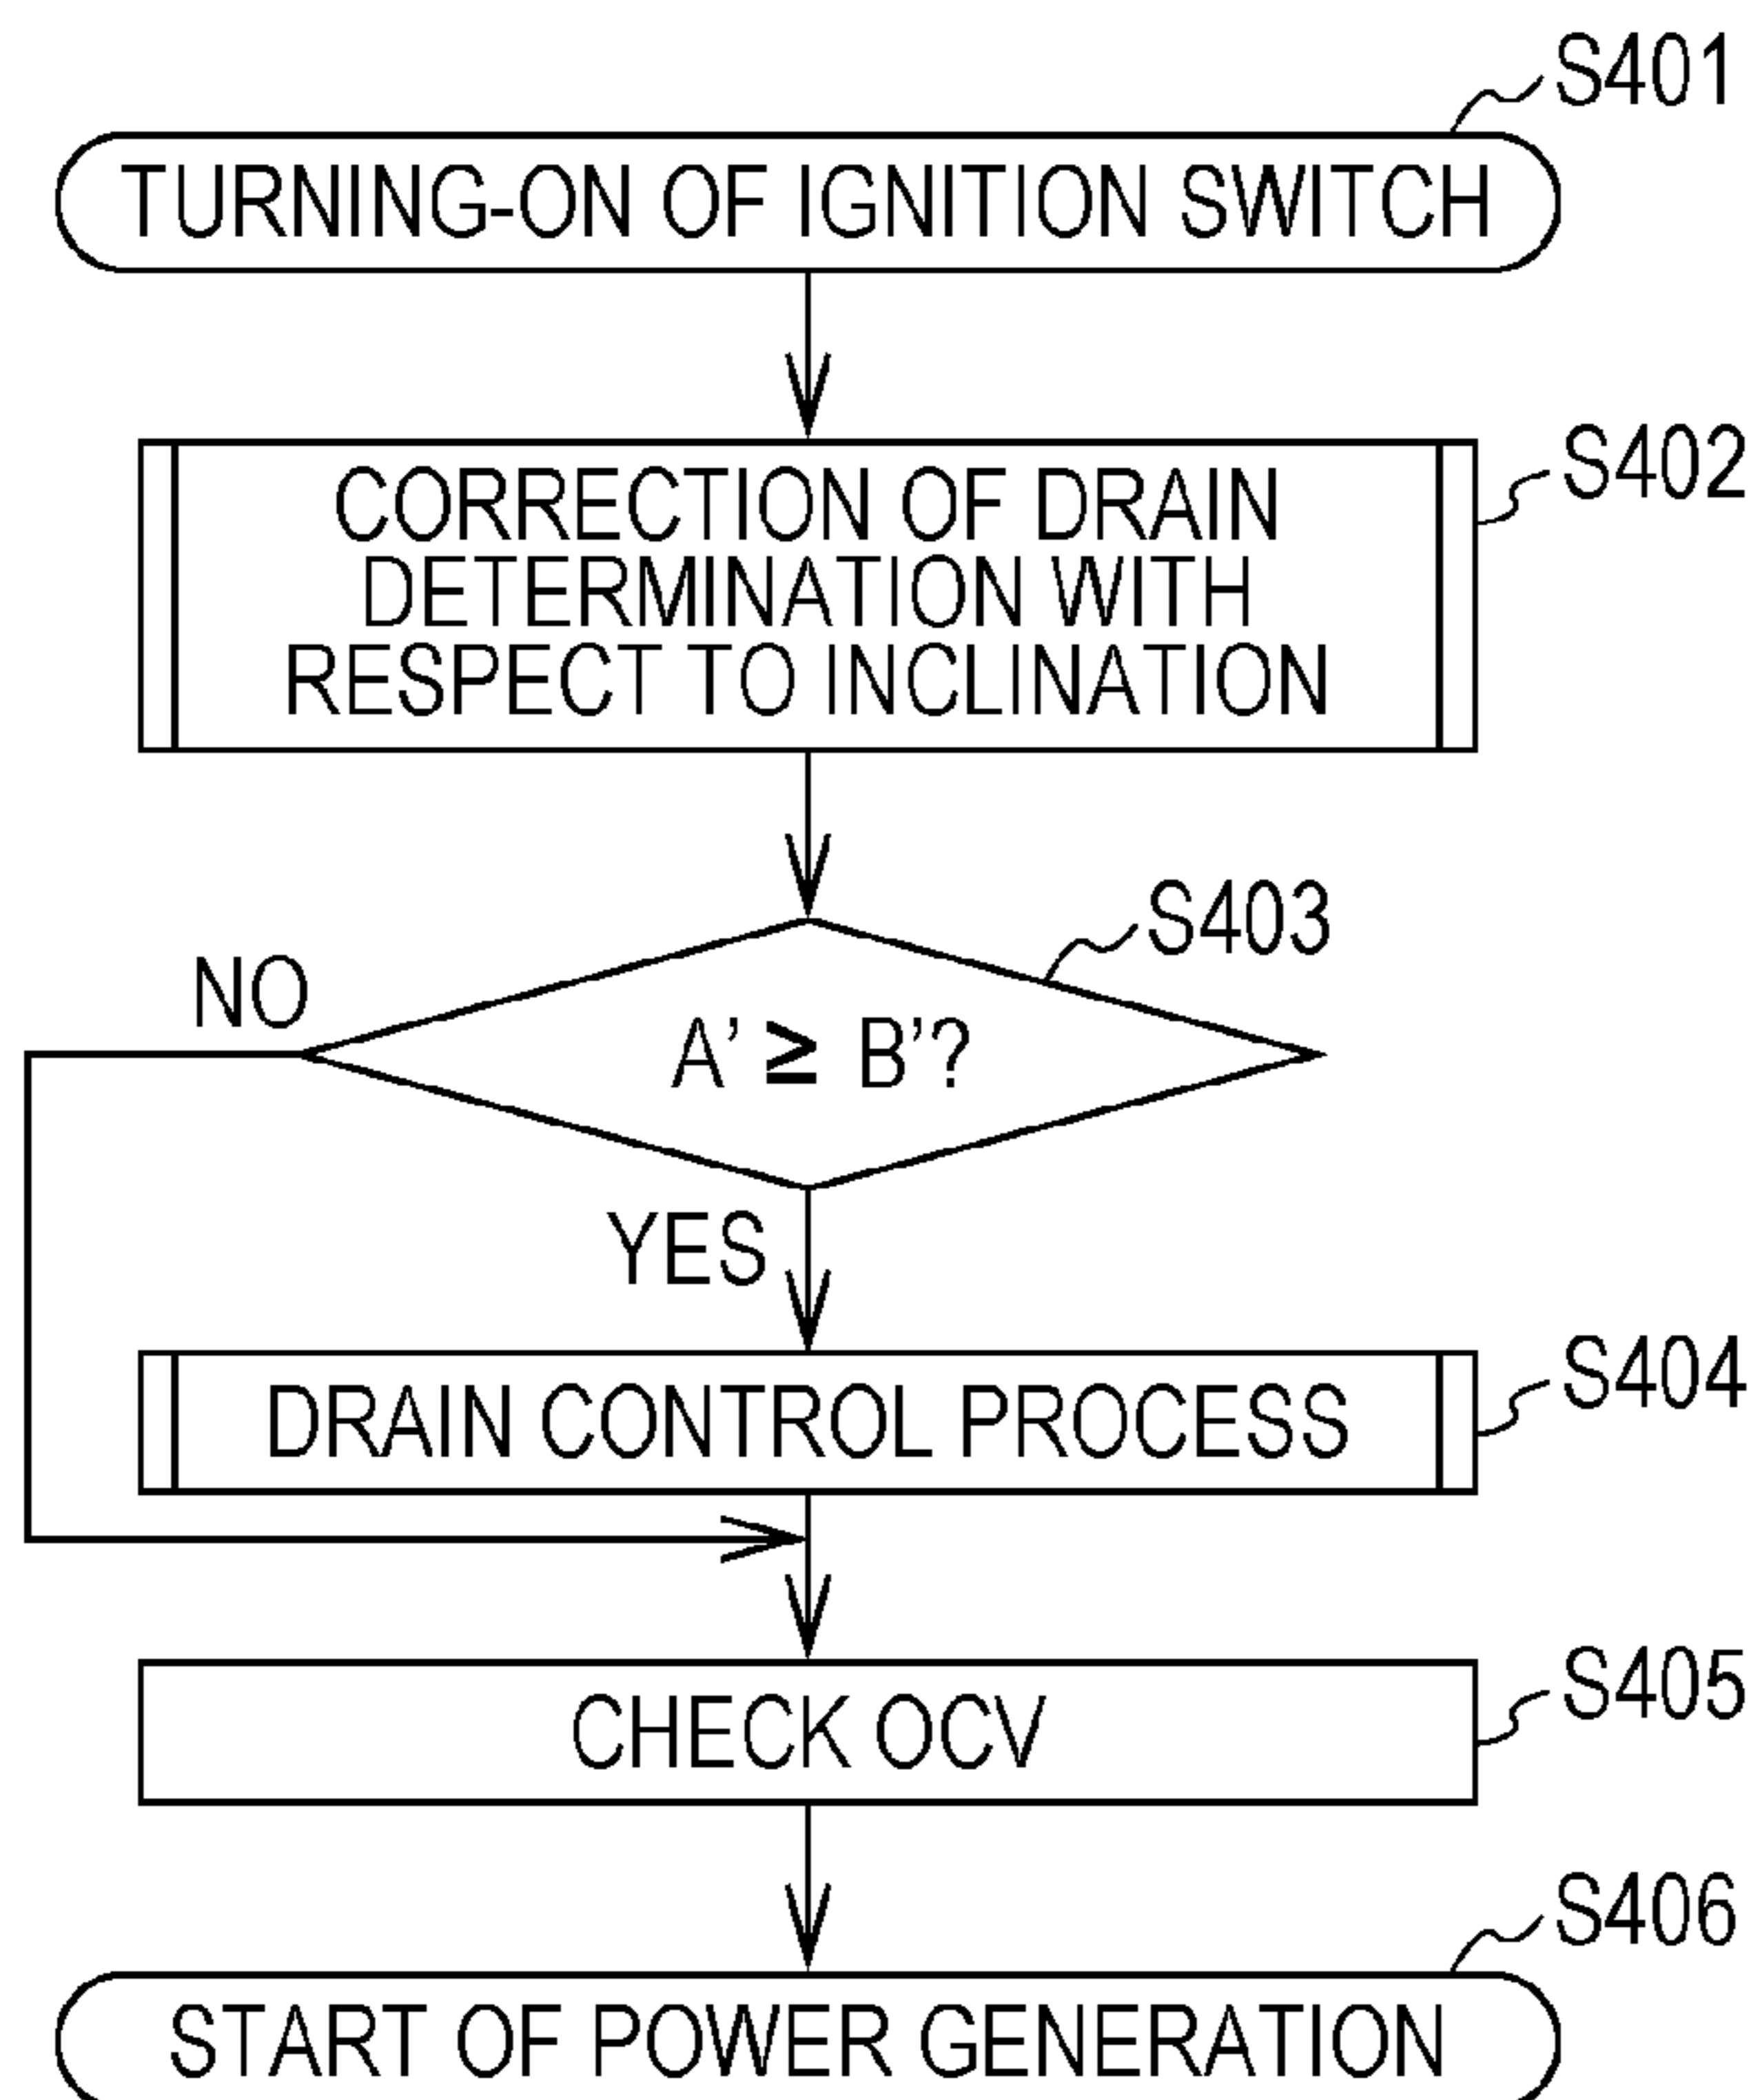 S401
TURNING-ON OF IGNITION SWITCH
S402
CORRECTION OF DRAIN
DETERMINATION WITH
RESPECT TO INCLINATION
S403
NO
A' ≥ B'?
YES
S404
DRAIN CONTROL PROCESS
S405
CHECK OCV
S406
START OF POWER GENERATION